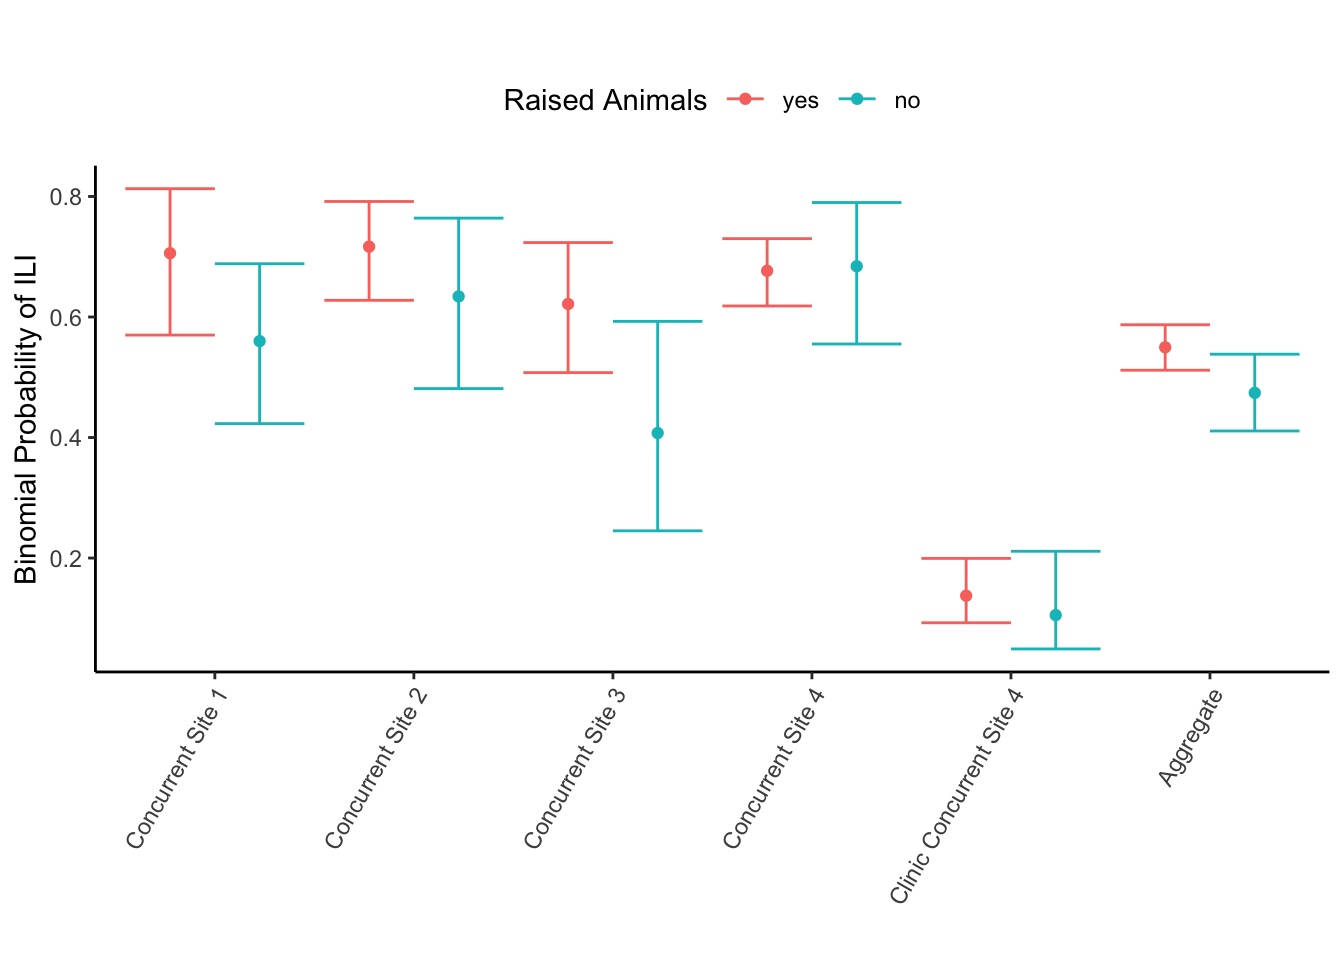 Raised Animals yes no
Binomial Probability of ILI
0.8
0.6
0.4
0.2
Concurrent Site 1
Concurrent Site 2
Concurrent Site 3
Concurrent Site 4
Clinic Concurrent Site 4
Aggregate